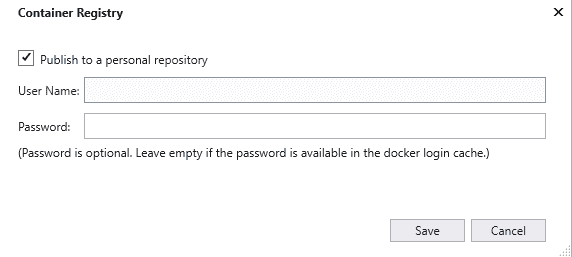 Container Registry
Publish to a personal repository
User Name:
Password:
(Password is optional. Leave empty if the password is available in the docker login cache.)
Save Cancel